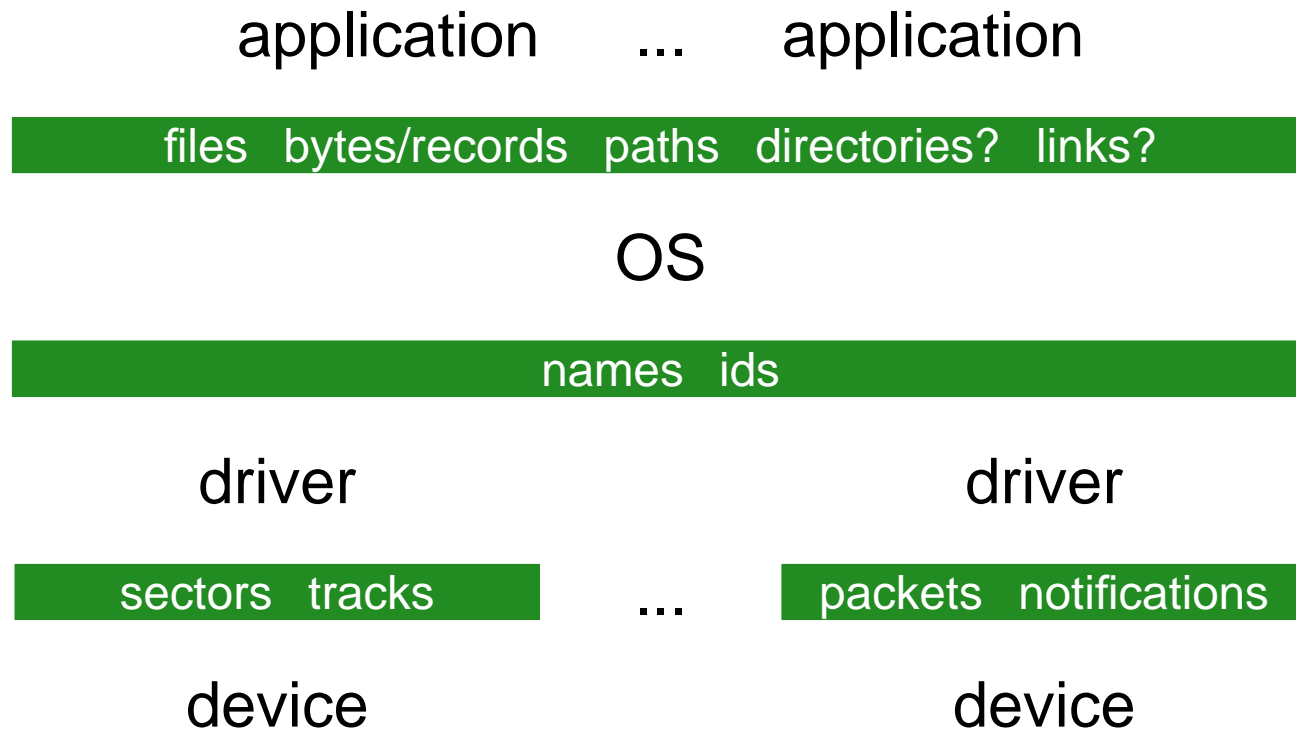 application ... application
files bytes/records paths directories? links?
OS
names ids
driver driver
sectors tracks ... packets notifications
device device